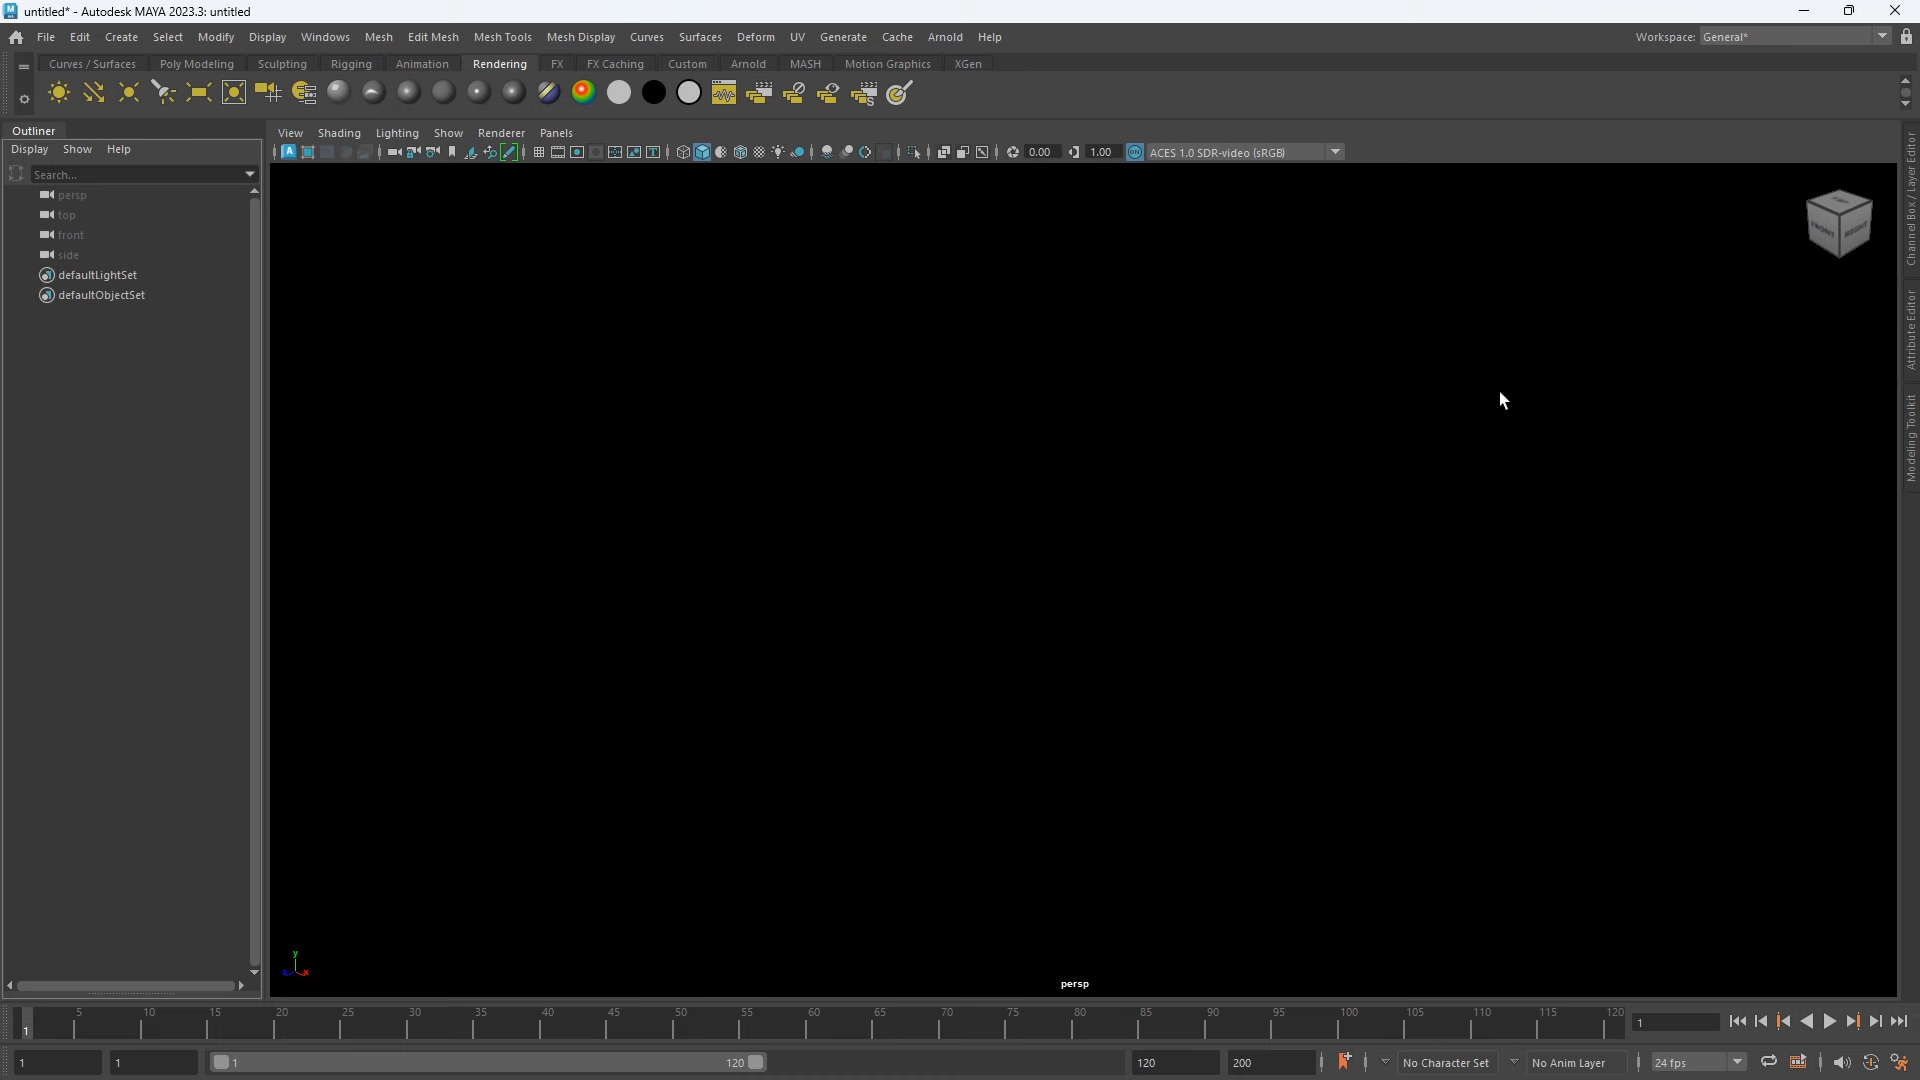 untitled* - Autodesk MAYA 2023.3: untitled
File Edit Create Select Modify Display Windows Mesh Edit Mesh Mesh Tools Mesh Display Curves Surfaces Deform UV Generate Cache Arnold Help Workspace: General*
Curves / Surfaces Poly Modeling Sculpting Rigging Animation Rendering FX FX Caching Custom Arnold MASH Motion Graphics XGen
Outliner
Display Show Help
Search...
persp
top
front
side
defaultLightSet
defaultObjectSet
View Shading Lighting Show Renderer Panels
0.00 1.00 ON ACES 1.0 SDR-video (sRGB)
FRONT RIGHT
Channel Box / Layer Editor
Attribute Editor
Modeling Toolkit
y
x
persp
1 5 10 15 20 25 30 35 40 45 50 55 60 65 70 75 80 85 90 95 100 105 110 115 120 1
1 1 1 120 120 200 No Character Set No Anim Layer 24 fps